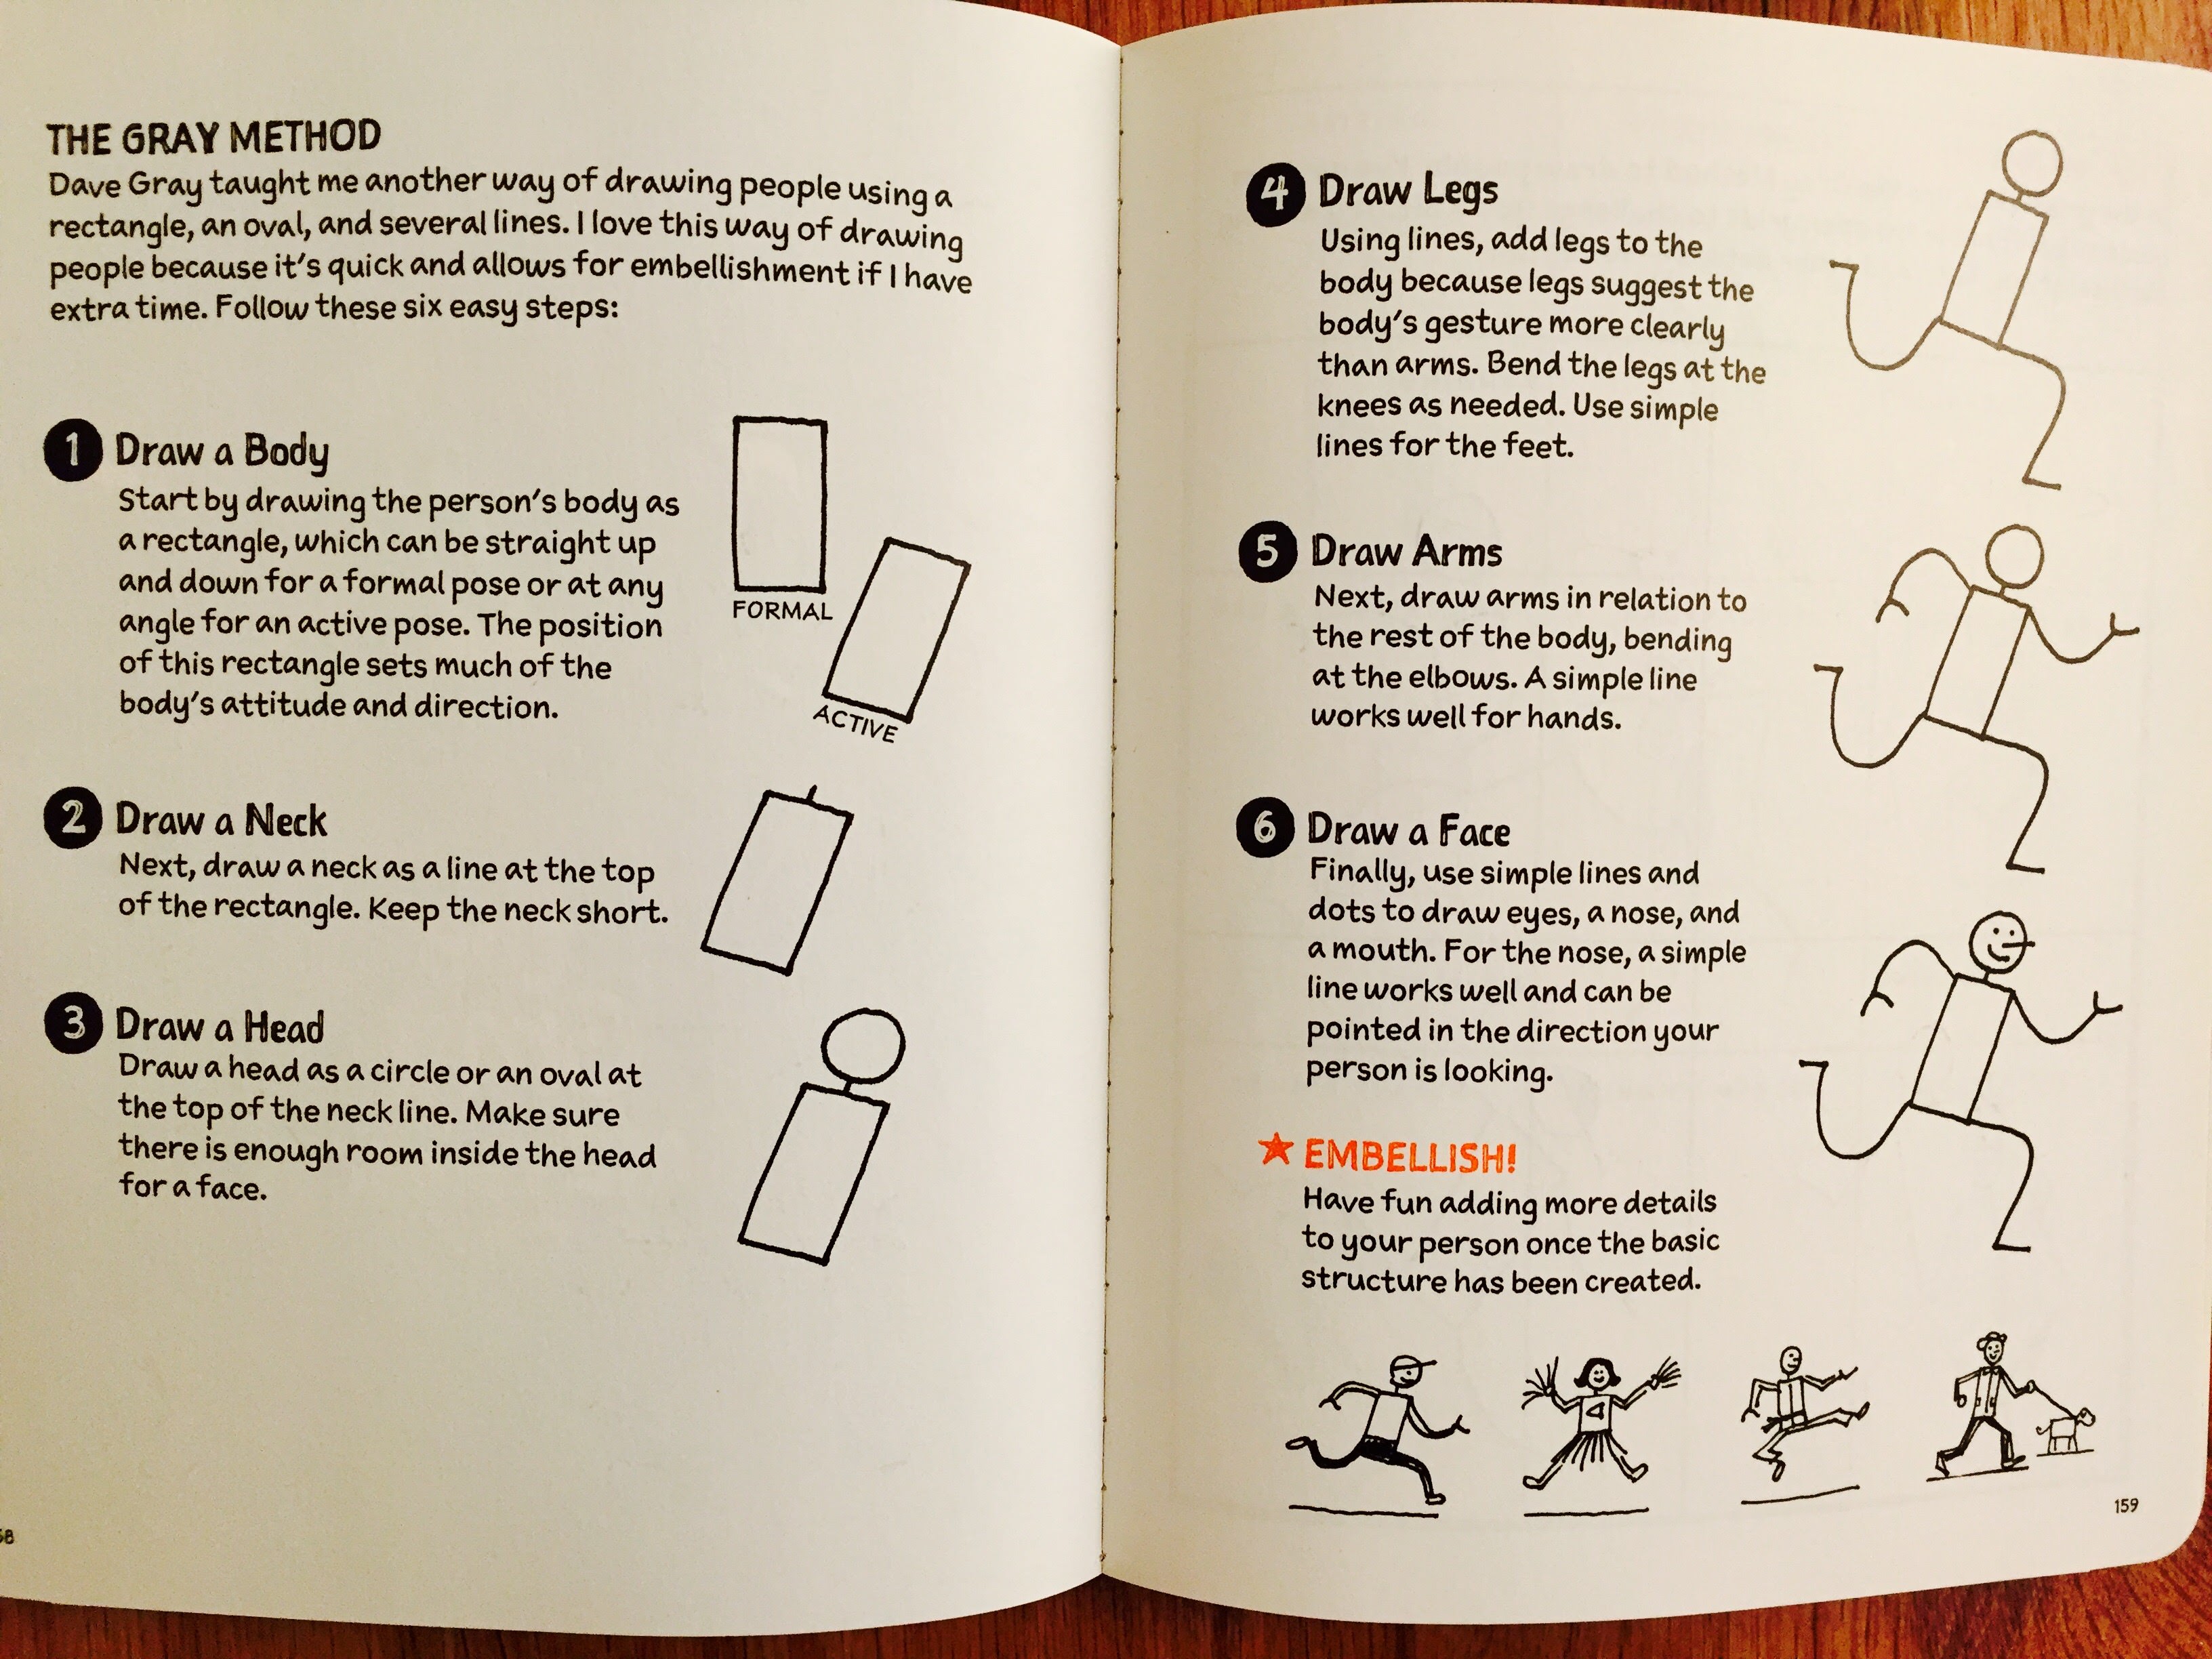 THE GRAY METHOD
Dave Gray taught me another way of drawing people using a
rectangle, an oval, and several lines. I love this way of drawing
people because it's quick and allows for embellishment if I have
extra time. Follow these six easy steps:
1 Draw a Body
Start by drawing the person's body as
a rectangle, which can be straight up
and down for a formal pose or at any
angle for an active pose. The position
of this rectangle sets much of the
body's attitude and direction.
FORMAL
ACTIVE
2 Draw a Neck
Next, draw a neck as a line at the top
of the rectangle. Keep the neck short.
3 Draw a Head
Draw a head as a circle or an oval at
the top of the neck line. Make sure
there is enough room inside the head
for a face.
4 Draw Legs
Using lines, add legs to the
body because legs suggest the
body's gesture more clearly
than arms. Bend the legs at the
knees as needed. Use simple
lines for the feet.
5 Draw Arms
Next, draw arms in relation to
the rest of the body, bending
at the elbows. A simple line
works well for hands.
6 Draw a Face
Finally, use simple lines and
dots to draw eyes, a nose, and
a mouth. For the nose, a simple
line works well and can be
pointed in the direction your
person is looking.
★ EMBELLISH!
Have fun adding more details
to your person once the basic
structure has been created.
4
159